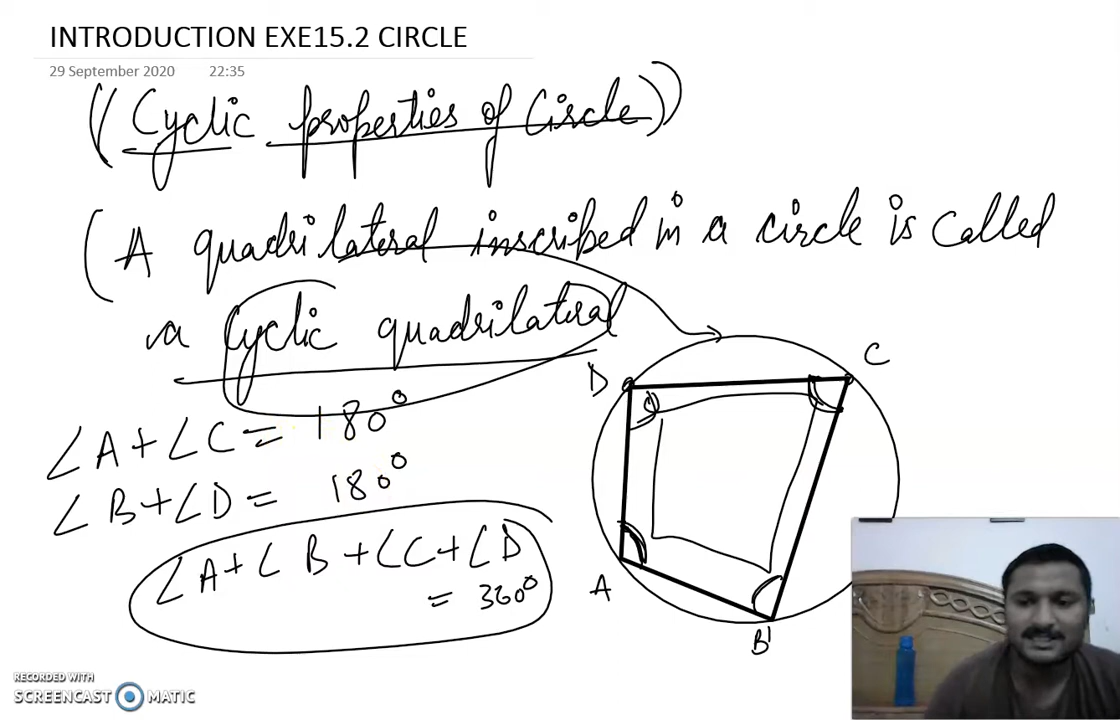 INTRODUCTION EXE15.2 CIRCLE
29 September 2020 22:35
((Cyclic properties of Circle))
(A quadrilateral inscribed in a circle is called
a Cyclic quadrilateral
∠A+∠C= 180°
∠B+∠D= 180°
∠A+∠B+∠C+∠D
= 360°
D
C
A
B
RECORDED WITH
SCREENCAST MATIC